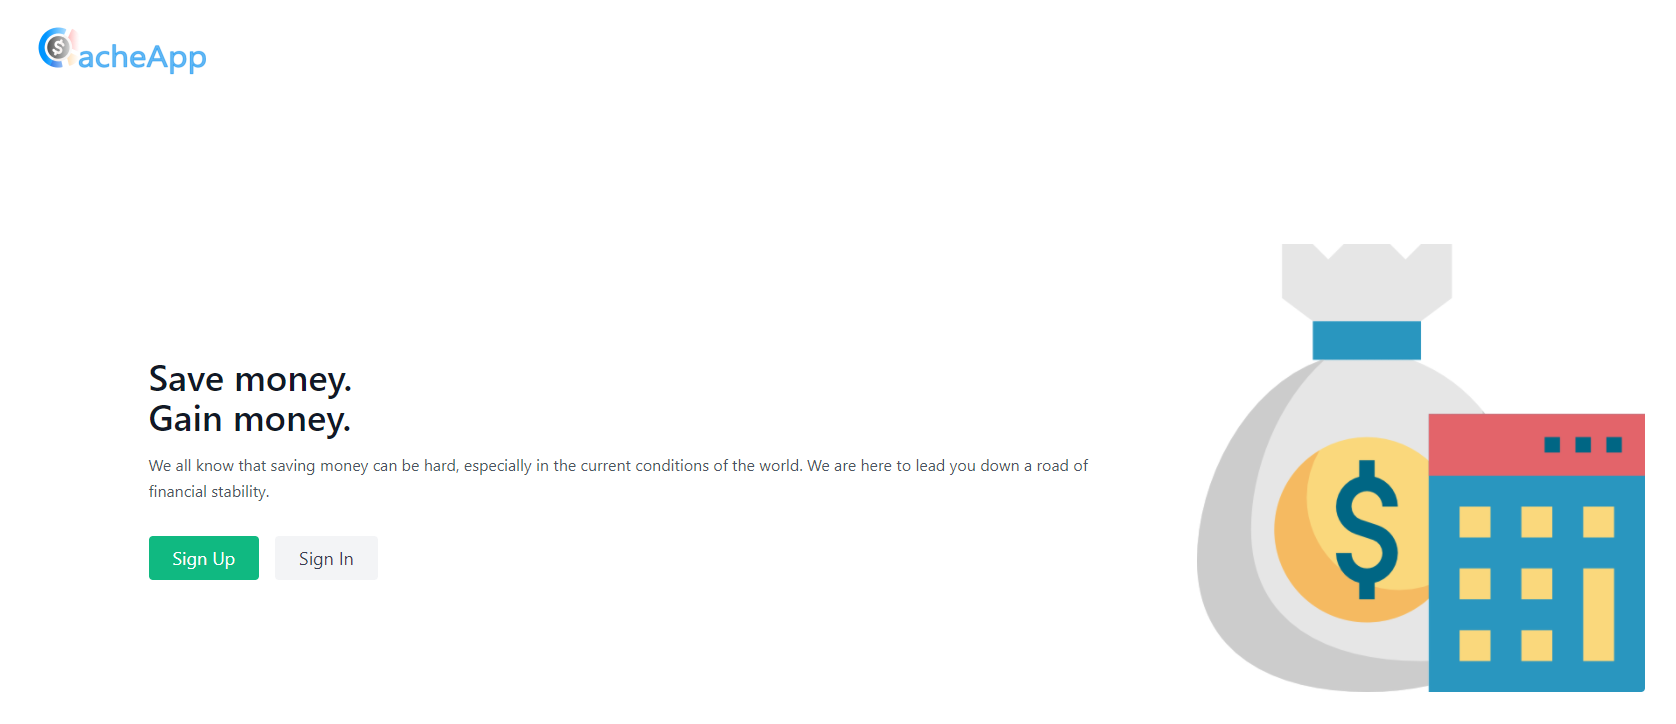 $acheApp
Save money.
Gain money.
We all know that saving money can be hard, especially in the current conditions of the world. We are here to lead you down a road of
financial stability.
Sign Up
Sign In
$